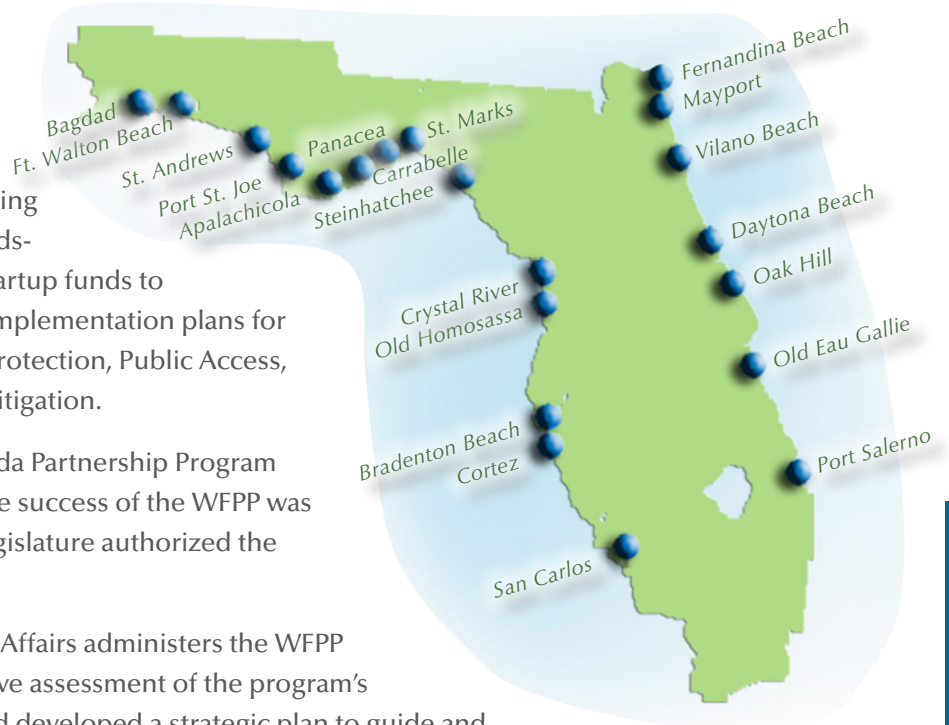 Fernandina Beach
Mayport
Vilano Beach
Daytona Beach
Oak Hill
Old Eau Gallie
Port Salerno
Bagdad
Ft. Walton Beach
St. Andrews
Port St. Joe
Apalachicola
Panacea
St. Marks
Carrabelle
Steinhatchee
Crystal River
Old Homosassa
Bradenton Beach
Cortez
San Carlos
ing
ds-
artup funds to
mplementation plans for
rotection, Public Access,
itigation.
da Partnership Program
e success of the WFPP was
gislature authorized the
Affairs administers the WFPP
ve assessment of the program's
d developed a strategic plan to guide and